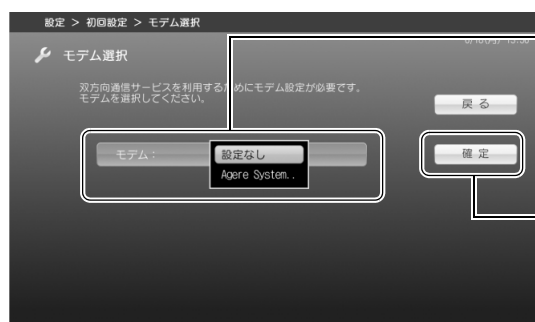 設定 > 初回設定 > モデム選択
モデム選択
双方向通信サービスを利用するためにモデム設定が必要です。
モデムを選択してください。
戻る
モデム：
設定なし
確定
Agere System..